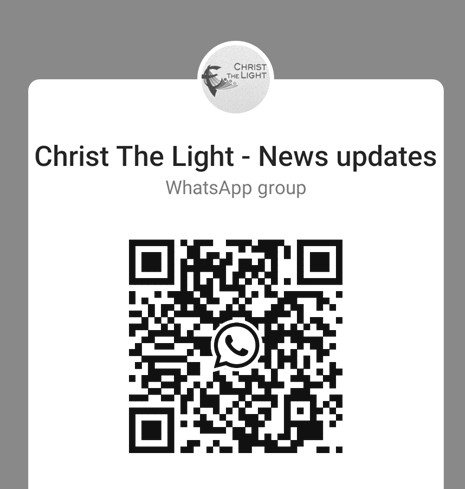 CHRIST
THE LIGHT
Christ The Light - News updates
WhatsApp group